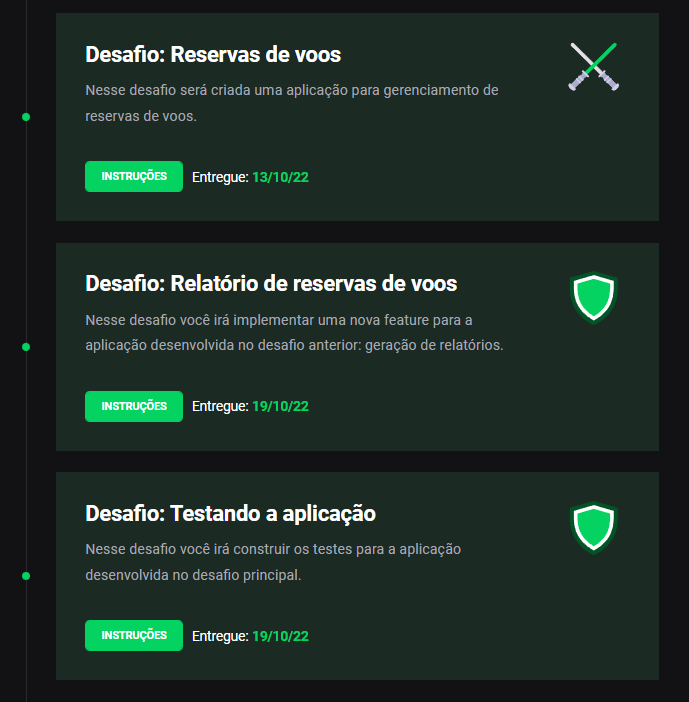 Desafio: Reservas de voos
Nesse desafio será criada uma aplicação para gerenciamento de
reservas de voos.
INSTRUÇÕES Entregue: 13/10/22
Desafio: Relatório de reservas de voos
Nesse desafio você irá implementar uma nova feature para a
aplicação desenvolvida no desafio anterior: geração de relatórios.
INSTRUÇÕES Entregue: 19/10/22
Desafio: Testando a aplicação
Nesse desafio você irá construir os testes para a aplicação
desenvolvida no desafio principal.
INSTRUÇÕES Entregue: 19/10/22